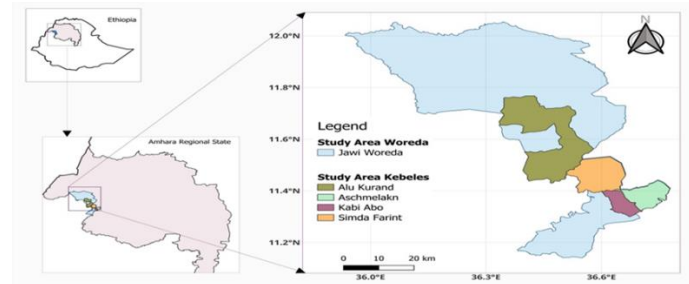 Ethiopia
Amhara Regional State
N
12.0°N
11.8°N
11.6°N
11.4°N
11.2°N
Legend
Study Area Woreda
Jawi Woreda
Study Area Kebeles
Alu Kurand
Aschmelakn
Kabi Abo
Simda Farint
0 10 20 km
36.0°E 36.3°E 36.6°E